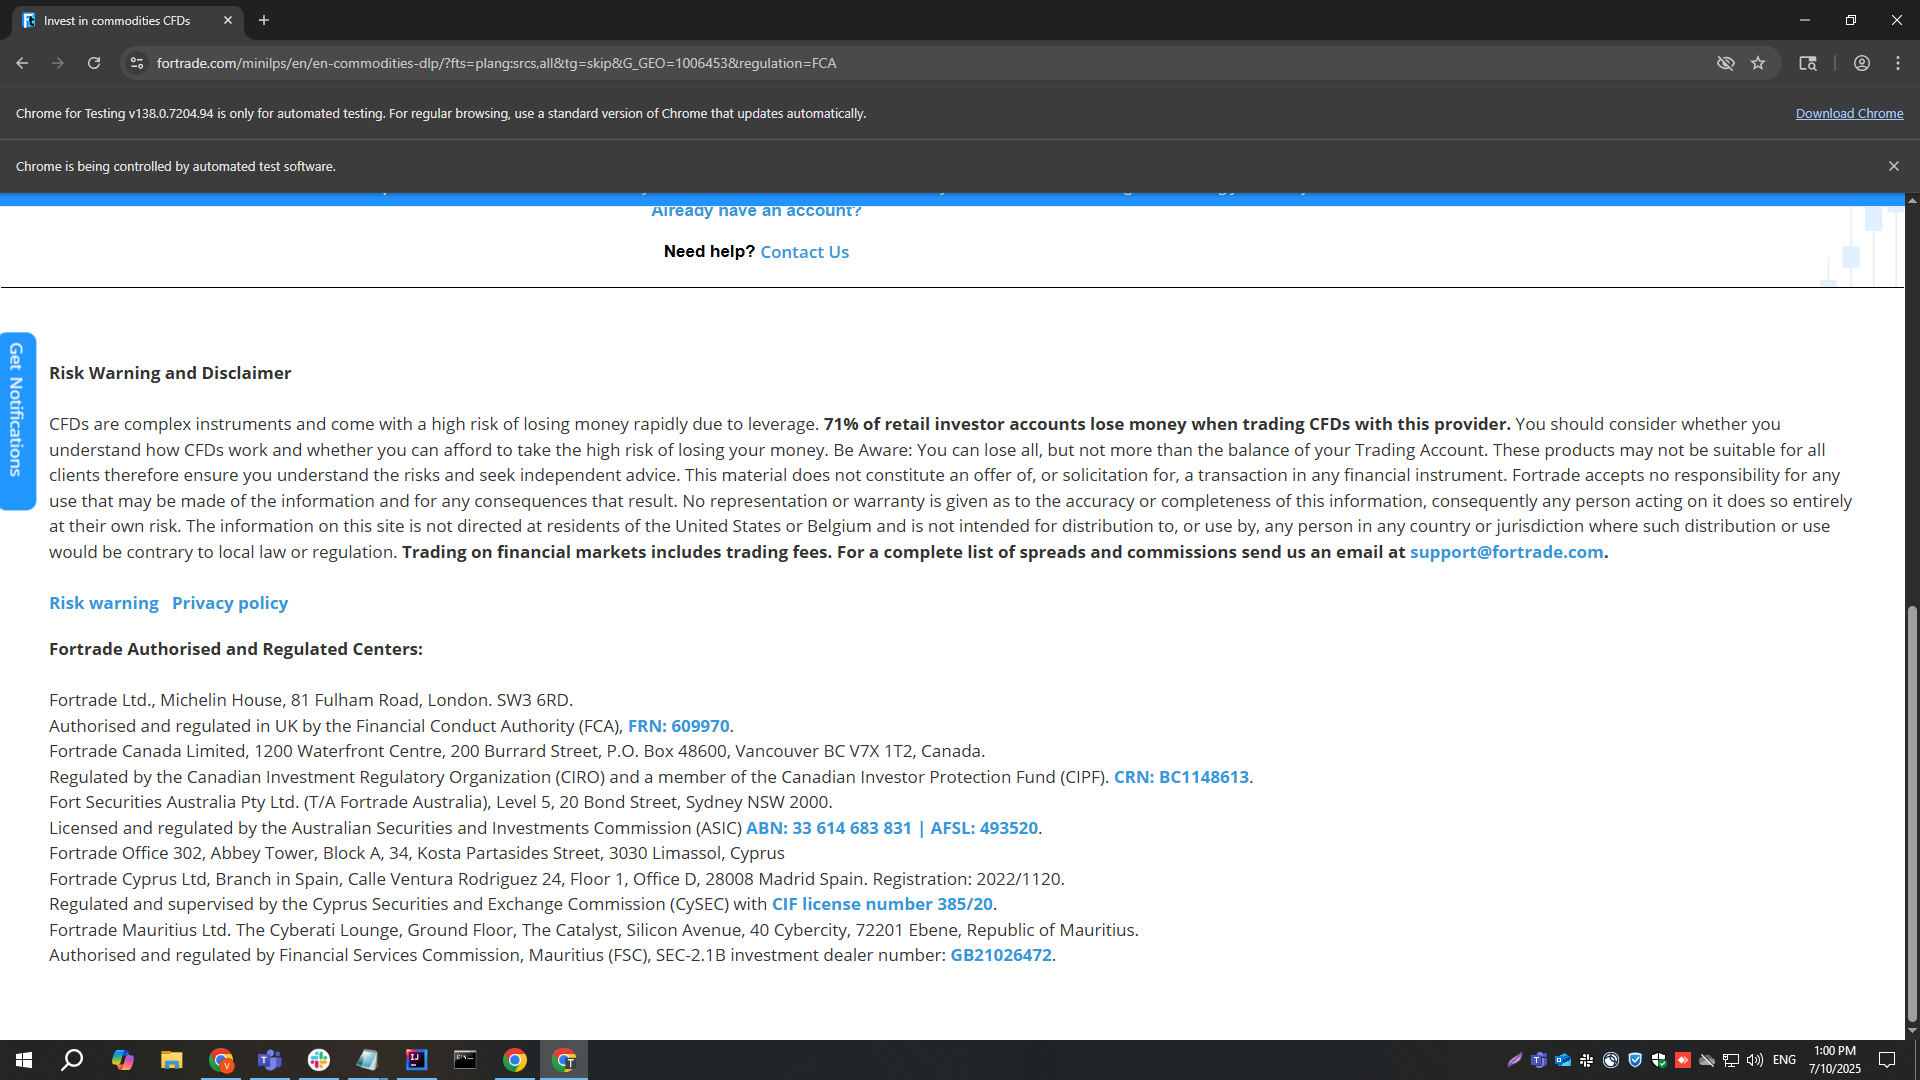 Invest in commodities CFDs
fortrade.com/minilps/en/en-commodities-dlp/?fts=plang:srcs,all&tg=skip&G_GEO=1006453&regulation=FCA
Chrome for Testing v138.0.7204.94 is only for automated testing. For regular browsing, use a standard version of Chrome that updates automatically.
Download Chrome
Chrome is being controlled by automated test software.
Already have an account?
Need help? Contact Us
Get Notifications
Risk Warning and Disclaimer
CFDs are complex instruments and come with a high risk of losing money rapidly due to leverage. 71% of retail investor accounts lose money when trading CFDs with this provider. You should consider whether you
understand how CFDs work and whether you can afford to take the high risk of losing your money. Be Aware: You can lose all, but not more than the balance of your Trading Account. These products may not be suitable for all
clients therefore ensure you understand the risks and seek independent advice. This material does not constitute an offer of, or solicitation for, a transaction in any financial instrument. Fortrade accepts no responsibility for any
use that may be made of the information and for any consequences that result. No representation or warranty is given as to the accuracy or completeness of this information, consequently any person acting on it does so entirely
at their own risk. The information on this site is not directed at residents of the United States or Belgium and is not intended for distribution to, or use by, any person in any country or jurisdiction where such distribution or use
would be contrary to local law or regulation. Trading on financial markets includes trading fees. For a complete list of spreads and commissions send us an email at support@fortrade.com.
Risk warning Privacy policy
Fortrade Authorised and Regulated Centers:
Fortrade Ltd., Michelin House, 81 Fulham Road, London. SW3 6RD.
Authorised and regulated in UK by the Financial Conduct Authority (FCA), FRN: 609970.
Fortrade Canada Limited, 1200 Waterfront Centre, 200 Burrard Street, P.O. Box 48600, Vancouver BC V7X 1T2, Canada.
Regulated by the Canadian Investment Regulatory Organization (CIRO) and a member of the Canadian Investor Protection Fund (CIPF). CRN: BC1148613.
Fort Securities Australia Pty Ltd. (T/A Fortrade Australia), Level 5, 20 Bond Street, Sydney NSW 2000.
Licensed and regulated by the Australian Securities and Investments Commission (ASIC) ABN: 33 614 683 831 | AFSL: 493520.
Fortrade Office 302, Abbey Tower, Block A, 34, Kosta Partasides Street, 3030 Limassol, Cyprus
Fortrade Cyprus Ltd, Branch in Spain, Calle Ventura Rodriguez 24, Floor 1, Office D, 28008 Madrid Spain. Registration: 2022/1120.
Regulated and supervised by the Cyprus Securities and Exchange Commission (CySEC) with CIF license number 385/20.
Fortrade Mauritius Ltd. The Cyberati Lounge, Ground Floor, The Catalyst, Silicon Avenue, 40 Cybercity, 72201 Ebene, Republic of Mauritius.
Authorised and regulated by Financial Services Commission, Mauritius (FSC), SEC-2.1B investment dealer number: GB21026472.
ENG
1:00 PM
7/10/2025